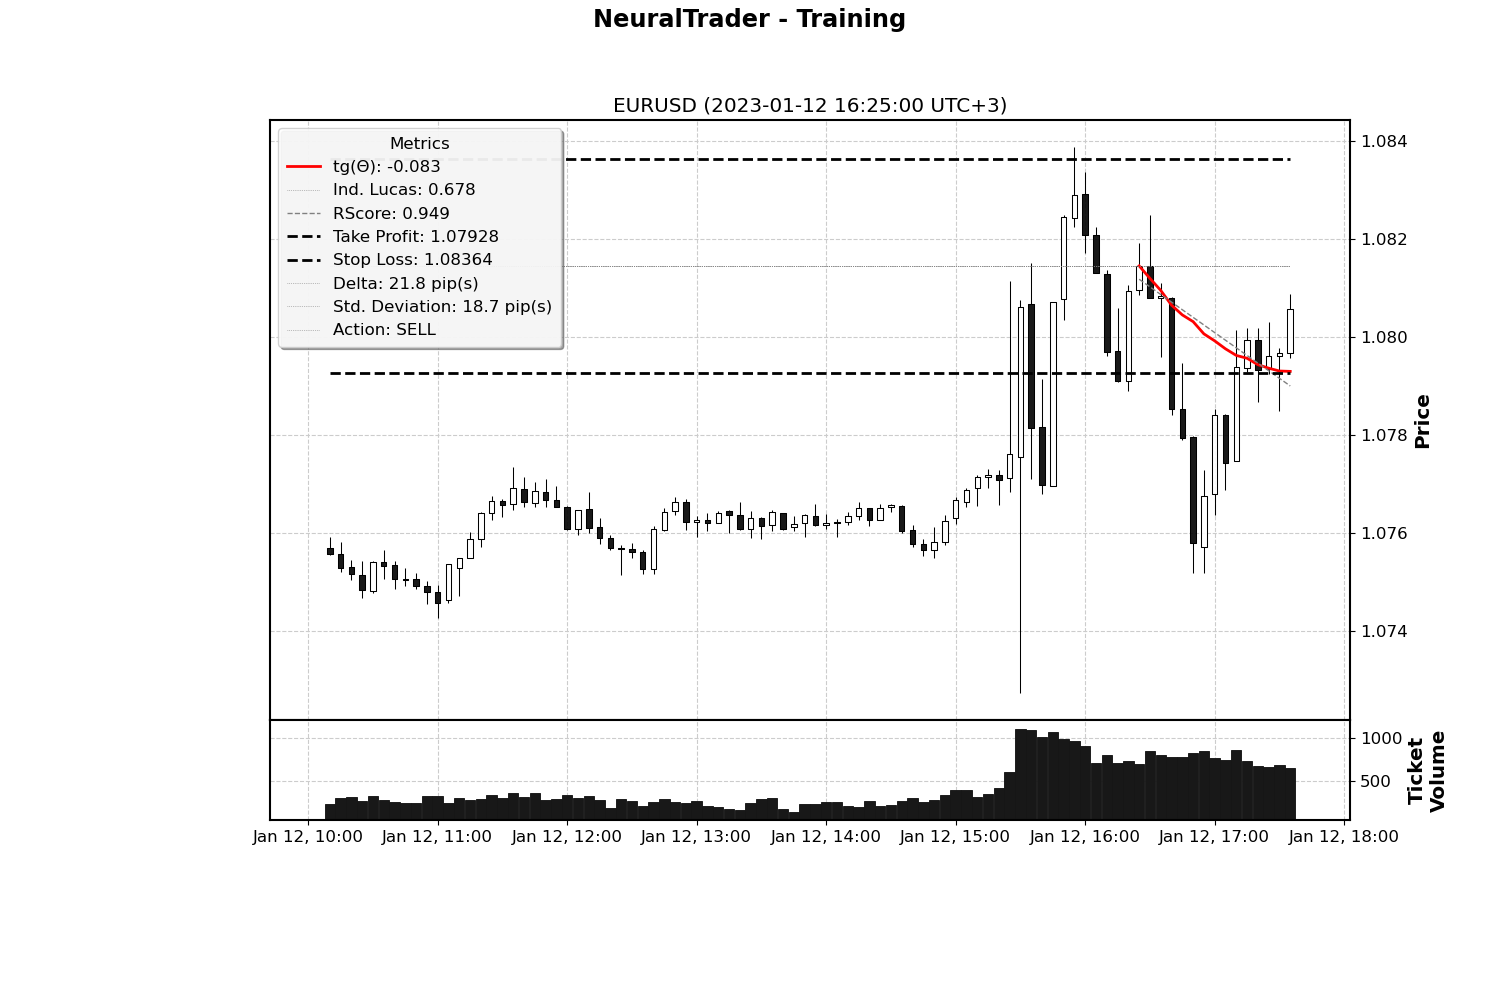 NeuralTrader - Training
EURUSD (2023-01-12 16:25:00 UTC+3)
Metrics
tg(Θ): -0.083
Ind. Lucas: 0.678
RScore: 0.949
Take Profit: 1.07928
Stop Loss: 1.08364
Delta: 21.8 pip(s)
Std. Deviation: 18.7 pip(s)
Action: SELL
1.084
1.082
1.080
1.078
1.076
1.074
Price
1000
500
Ticket
Volume
Jan 12, 10:00
Jan 12, 11:00
Jan 12, 12:00
Jan 12, 13:00
Jan 12, 14:00
Jan 12, 15:00
Jan 12, 16:00
Jan 12, 17:00
Jan 12, 18:00